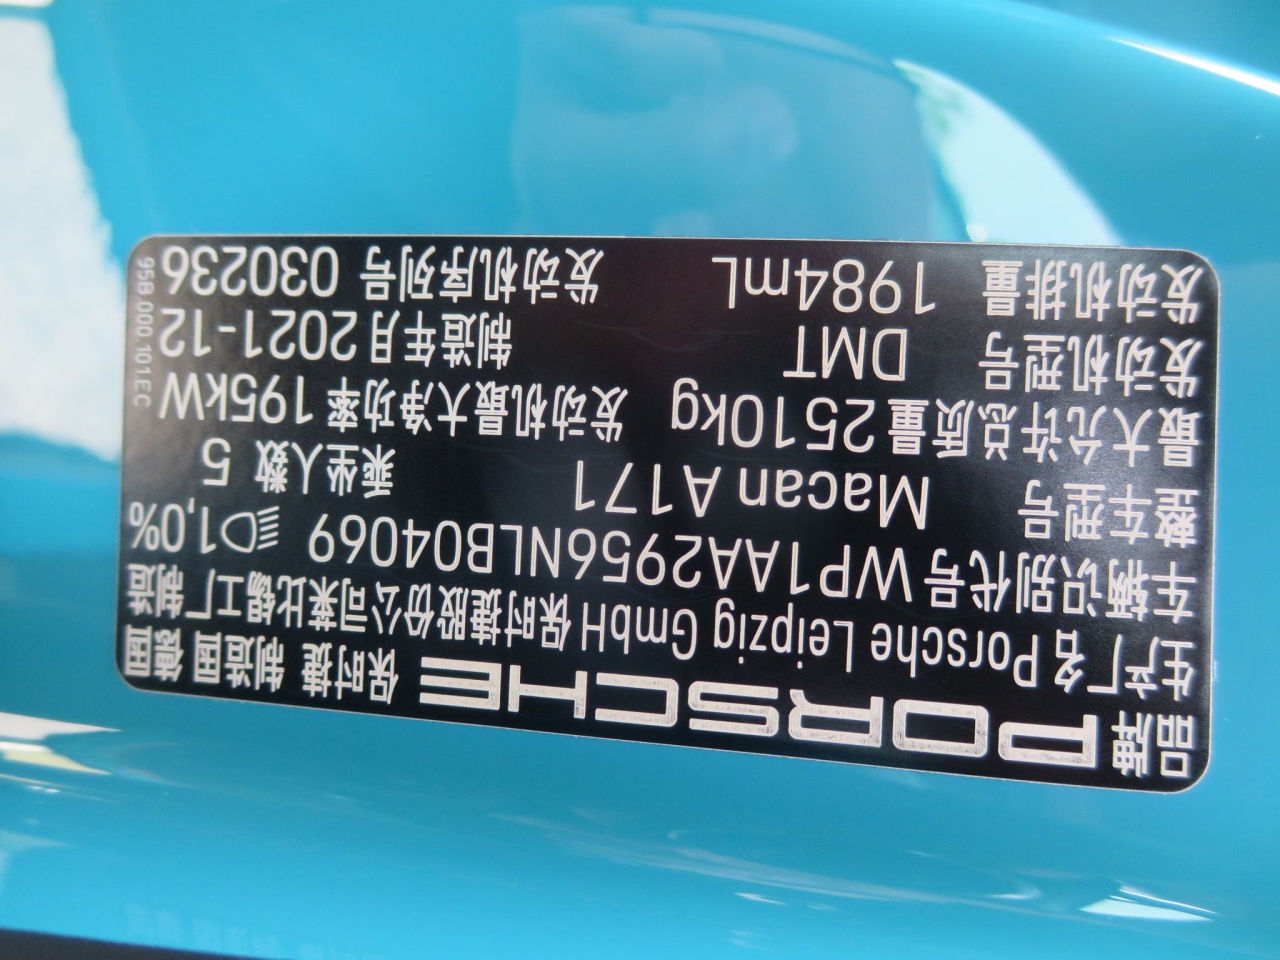 品牌 PORSCHE 保时捷 制造国 德国
生产厂名 Porsche Leipzig GmbH 保时捷股份公司莱比锡工厂 制造
车辆识别代号 WP1AA2956NLB04069 1,0%
整车型号 Macan A171 乘坐人数 5
最大允许总质量 2510kg 发动机最大净功率 195kW
发动机型号 DMT 制造年月 2021-12
发动机排量 1984mL 发动机序列号 030236
95B.000.101.EC